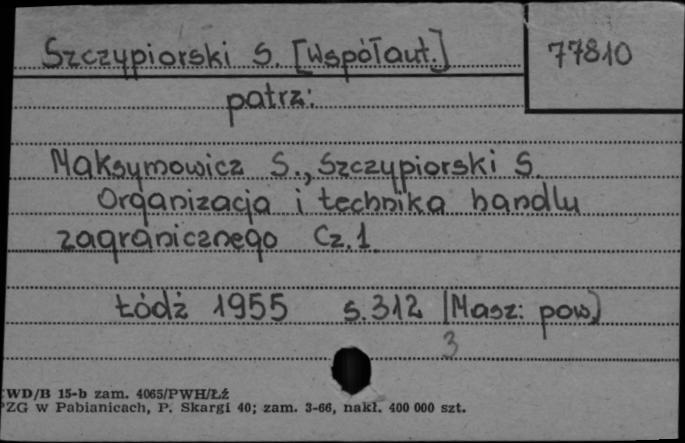 Szczypiorski S. [Współaut.] 77810
patrz:
Maksymowicz S., Szczypiorski S.
Organizacja i technika handlu
zagranicznego Cz. 1
Łódź 1955 s. 312 /Masz: pow)
3
WD/B 15-b zam. 4065/PWH/Łź
PZG w Pabianicach, P. Skargi 40; zam. 3-66, nakł. 400 000 szt.